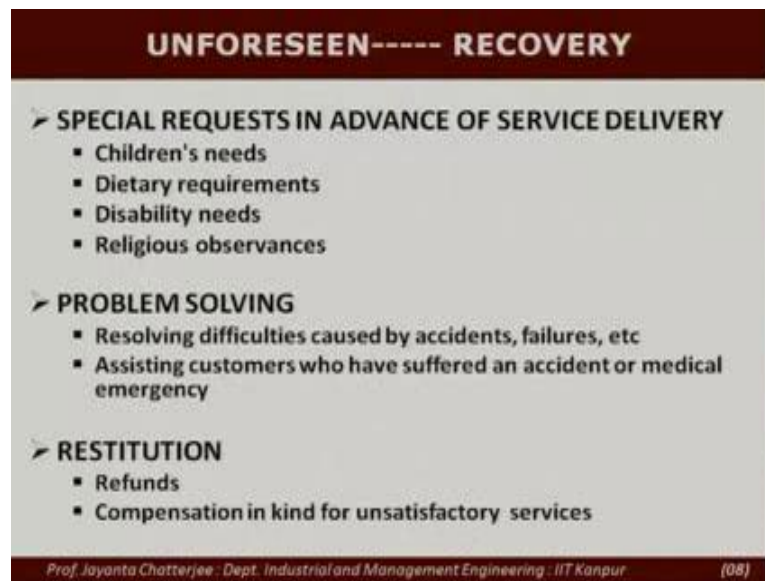 UNFORESEEN----- RECOVERY
➢ SPECIAL REQUESTS IN ADVANCE OF SERVICE DELIVERY
▪ Children's needs
▪ Dietary requirements
▪ Disability needs
▪ Religious observances
➢ PROBLEM SOLVING
▪ Resolving difficulties caused by accidents, failures, etc
▪ Assisting customers who have suffered an accident or medical
emergency
➢ RESTITUTION
▪ Refunds
▪ Compensation in kind for unsatisfactory services
Prof. Jayanta Chatterjee : Dept. Industrial and Management Engineering : IIT Kanpur (08)